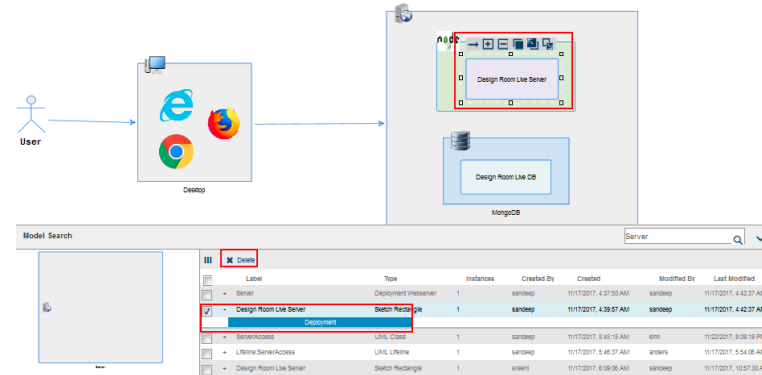 node
Design Room Live Server
User
Design Room Live DB
Desktop
MongoDB
Model Search
Server
Delete
Label Type Instances Created By Created Modified By Last Modified
+ Server Deployment Webserver 1 sandeep 11/17/2017, 4:37:50 AM sandeep 11/17/2017, 4:42:37 AM
- Design Room Live Server Sketch Rectangle 1 sandeep 11/17/2017, 4:39:57 AM sandeep 11/17/2017, 4:42:37 AM
Deployment
+ ServerAccess UML Class 1 sandeep 11/17/2017, 5:45:15 AM kiml 11/22/2017, 9:09:19 PM
+ Lifeline:ServerAccess UML Lifeline 1 sandeep 11/17/2017, 5:46:37 AM anders 11/17/2017, 5:54:06 AM
+ Design Room Live Server Sketch Rectangle 1 sreeni 11/17/2017, 6:09:06 AM sandeep 11/17/2017, 10:57:30 A